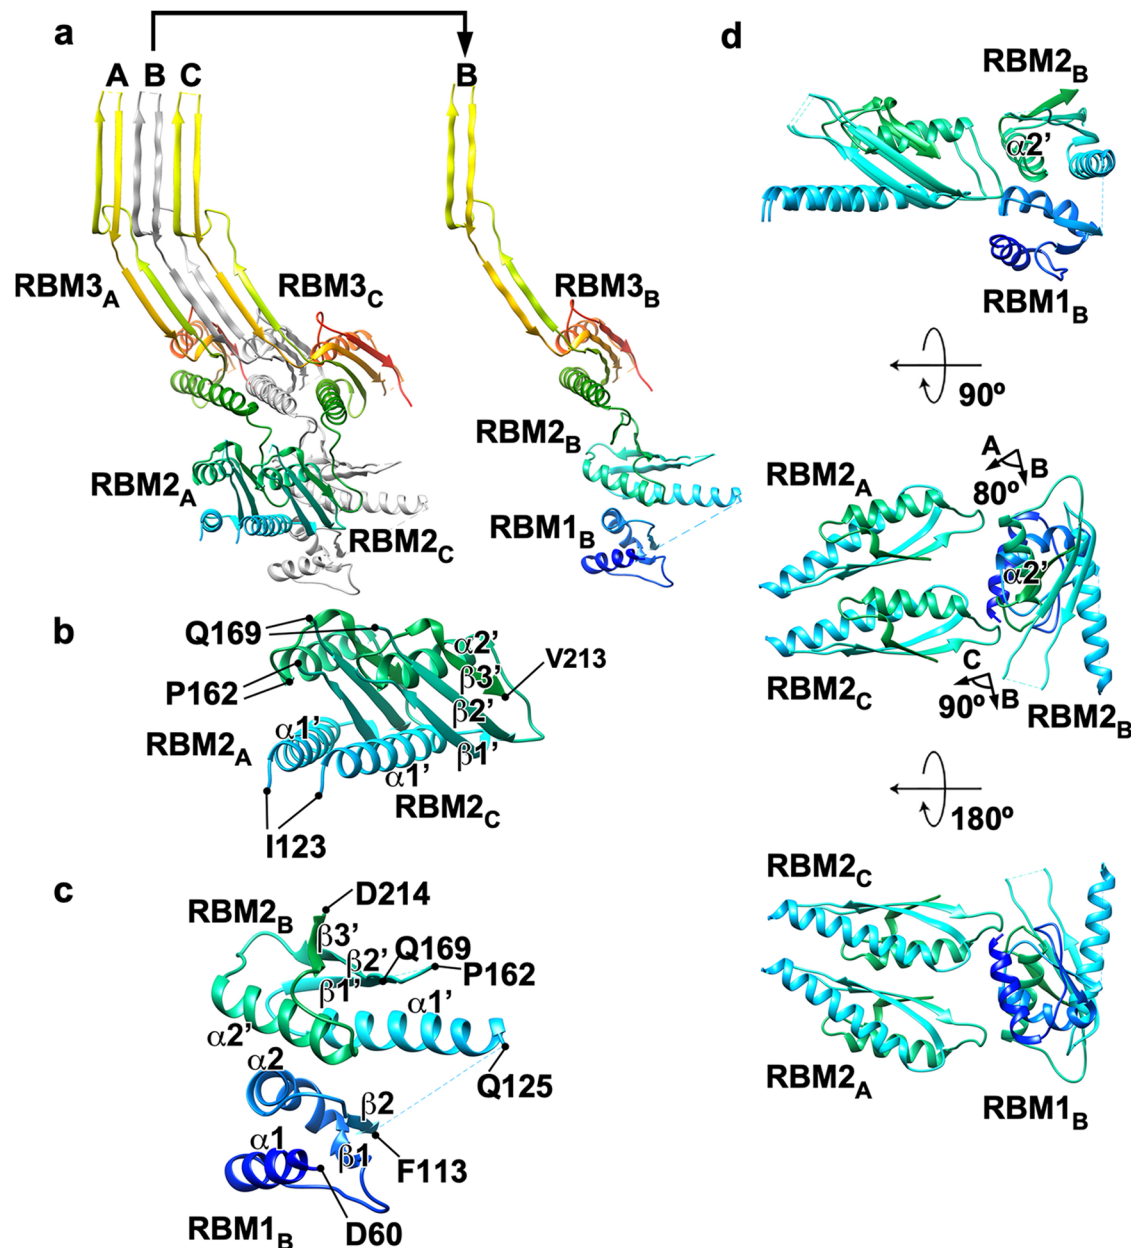 a
A B C
B
RBM3A
RBM3C
RBM3B
RBM2A
RBM2C
RBM2B
RBM1B
b
Q169
P162
α2'
β3'
V213
β2'
RBM2A
α1'
β1'
α1'
RBM2C
I123
c
RBM2B
D214
β3'
β2'
Q169
P162
β1'
α1'
α2'
Q125
α2
β2
α1
β1
F113
RBM1B
D60
d
RBM2B
α2'
RBM1B
90º
RBM2A
A
B
80º
α2'
RBM2C
C
B
90º
RBM2B
180º
RBM2C
RBM2A
RBM1B